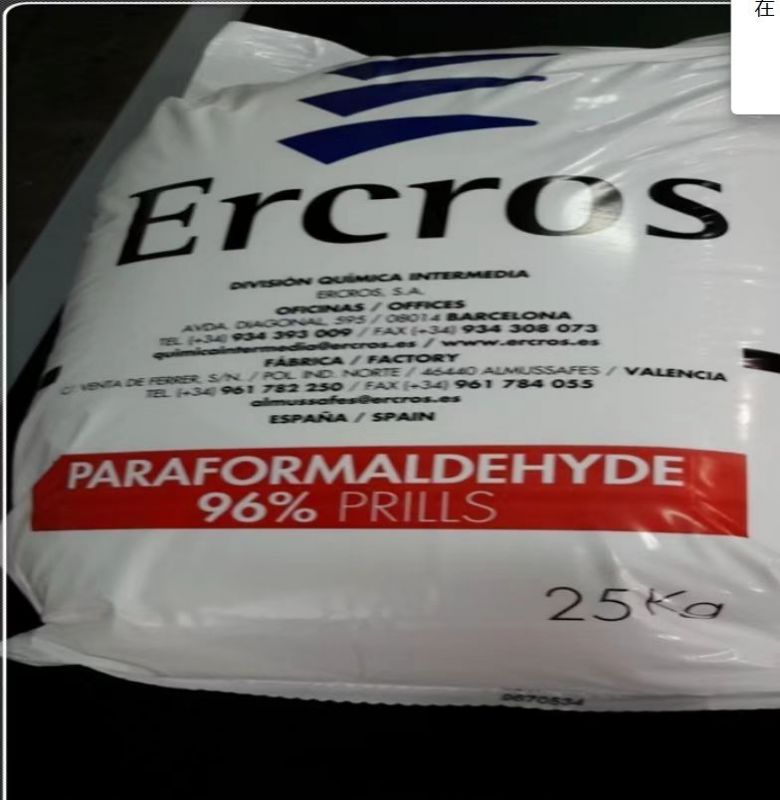 在
Ercros
DIVISIÓN QUÍMICA INTERMEDIA
ERCROS, S.A.
OFICINAS / OFFICES
AVDA. DIAGONAL, 595 / 08014 BARCELONA
TEL. (+34) 934 393 009 / FAX (+34) 934 308 073
quimicaintermedia@ercros.es / www.ercros.es
FÁBRICA / FACTORY
C/ VENTA DE FERRER, S/N. / POL. IND. NORTE / 46440 ALMUSSAFES / VALENCIA
TEL. (+34) 961 782 250 / FAX (+34) 961 784 055
almussafes@ercros.es
ESPAÑA / SPAIN
PARAFORMALDEHYDE
96% PRILLS
25Kg
0870534